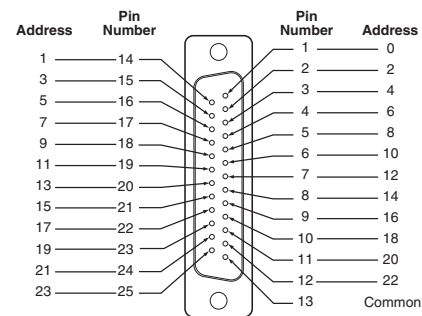 Address Pin Number Pin Number Address
1 14 1 0
3 15 2 2
5 16 3 4
7 17 4 6
9 18 5 8
11 19 6 10
13 20 7 12
15 21 8 14
17 22 9 16
19 23 10 18
21 24 11 20
23 25 12 22
13 Common